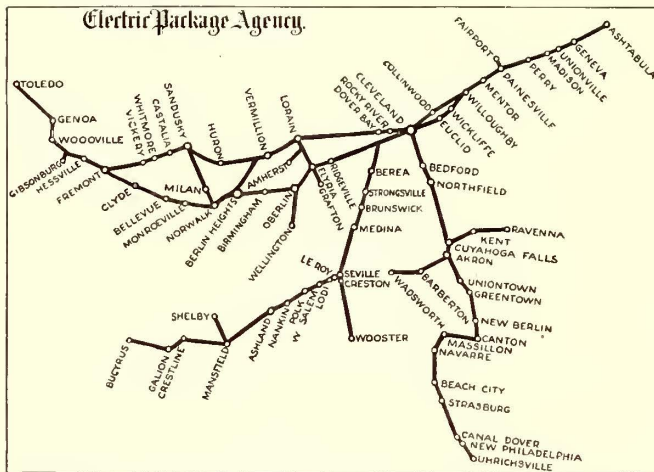 Electric Package Agency.
TOLEDO
GENOA
WOODVILLE
GIBSONBURG
HESSVILLE
FREMONT
VICKERY
WHITMORE
CASTALIA
SANDUSKY
HURON
VERMILLION
LORAIN
DOVER BAY
ROCKY RIVER
CLEVELAND
COLLINWOOD
FAIRPORT
ASHTABULA
GENEVA
UNIONVILLE
MADISON
PERRY
PAINESVILLE
MENTOR
WILLOUGHBY
WICKLIFFE
EUCLID
CLYDE
BELLEVUE
MONROEVILLE
MILAN
NORWALK
BERLIN HEIGHTS
BIRMINGHAM
AMHERST
OBERLIN
WELLINGTON
RIDGEVILLE
ELYRIA
GRAFTON
BEREA
STRONGSVILLE
BRUNSWICK
MEDINA
LE ROY
SEVILLE
CRESTON
LODI
W SALEM
POLK
NANKIN
ASHLAND
MANSFIELD
SHELBY
CRESTLINE
GALION
BUCYRUS
WOOSTER
BEDFORD
NORTHFIELD
RAVENNA
KENT
CUYAHOGA FALLS
AKRON
BARBERTON
WADSWORTH
UNIONTOWN
GREENTOWN
NEW BERLIN
CANTON
MASSILLON
NAVARRE
BEACH CITY
STRASBURG
CANAL DOVER
NEW PHILADELPHIA
UHRICHSVILLE